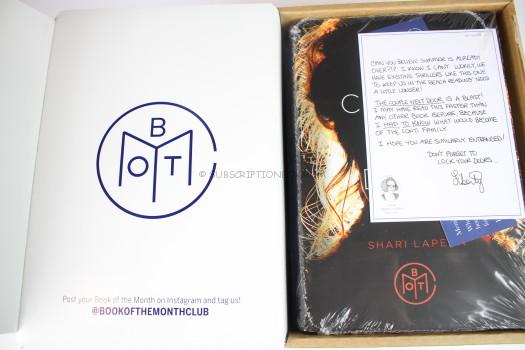 B
O T
M
Post your Book of the Month on Instagram and tag us!
@BOOKOFTHEMONTHCLUB
© SUBSCRIPTION
CAN YOU BELIEVE SUMMER IS ALREADY
OVER?!? I KNOW I CAN'T. LUCKILY, WE
HAVE EXCITING THRILLERS LIKE THIS ONE
TO KEEP US IN THE BEACH READING MOOD
A LITTLE LONGER!
THE COUPLE NEXT DOOR IS A BLAST!
I MAY HAVE READ THIS FASTER THAN
ANY OTHER BOOK BEFORE, BECAUSE
I HAD TO KNOW WHAT WOULD BECOME
OF THE CONTI FAMILY.
I HOPE YOU ARE SIMILARLY ENTRANCED!
DON'T FORGET TO
LOCK YOUR DOORS...
Liberty
C
D
SHARI LAPE
B
O T
M